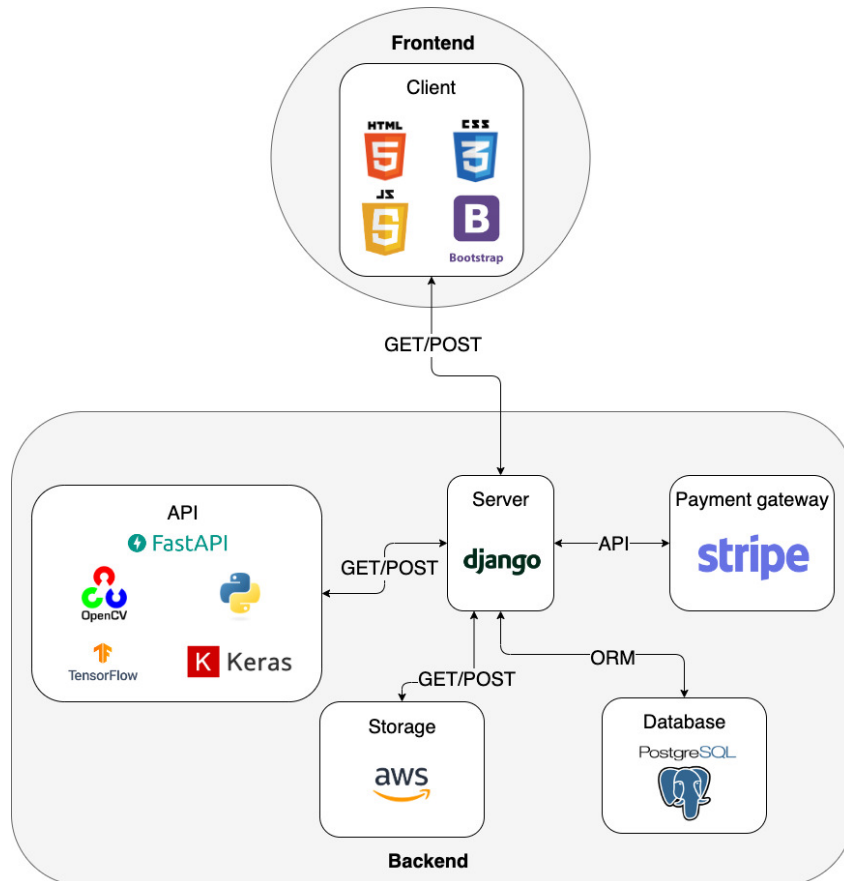 Frontend
Client
HTML
CSS
JS
Bootstrap
GET/POST
Server
django
API
Payment gateway
stripe
API
FastAPI
OpenCV
TensorFlow
Keras
GET/POST
GET/POST
ORM
Storage
aws
Database
PostgreSQL
Backend